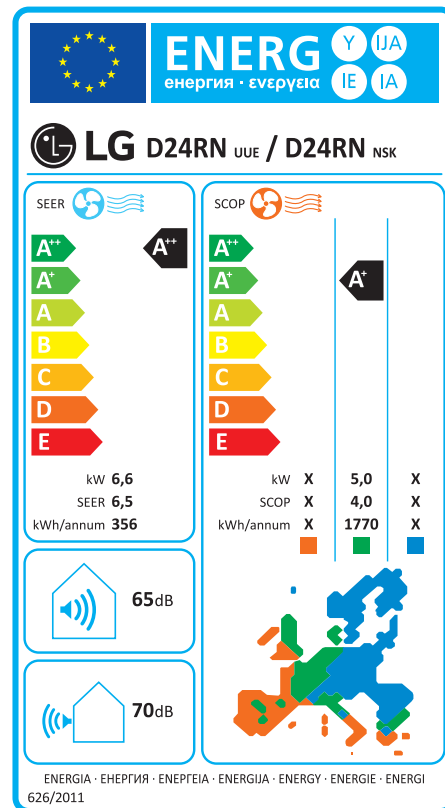 ENERG Y IJA
енергия · ενεργεια IE IA
LG D24RN UUE / D24RN NSK
SEER
A++ A++
A+
A
B
C
D
E
kW 6,6
SEER 6,5
kWh/annum 356
SCOP
A++
A+ A+
A
B
C
D
E
kW X 5,0 X
SCOP X 4,0 X
kWh/annum X 1770 X
65dB
70dB
ENERGIA · ЕНЕРГИЯ · ΕΝΕΡΓΕΙΑ · ENERGIJA · ENERGY · ENERGIE · ENERGI
626/2011